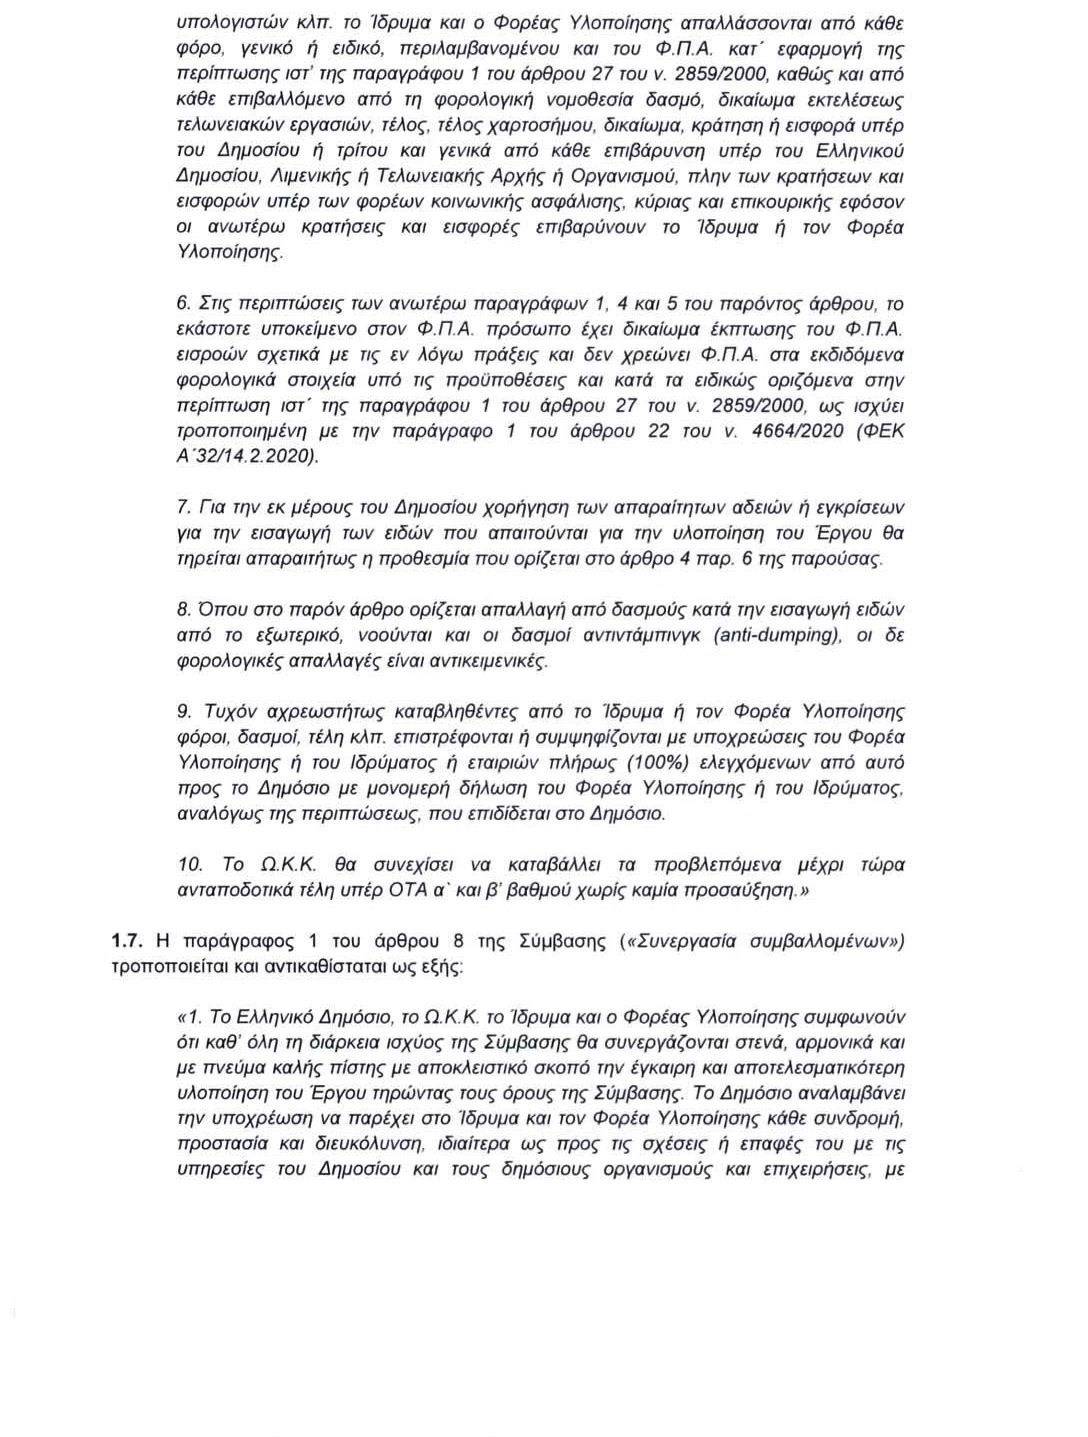 υπολογιστών κλπ. το Ίδρυμα και ο Φορέας Υλοποίησης απαλλάσσονται από κάθε
φόρο, γενικό ή ειδικό, περιλαμβανομένου και του Φ.Π.Α. κατ΄ εφαρμογή της
περίπτωσης ιστ' της παραγράφου 1 του άρθρου 27 του ν. 2859/2000, καθώς και από
κάθε επιβαλλόμενο από τη φορολογική νομοθεσία δασμό, δικαίωμα εκτελέσεως
τελωνειακών εργασιών, τέλος, τέλος χαρτοσήμου, δικαίωμα, κράτηση ή εισφορά υπέρ
του Δημοσίου ή τρίτου και γενικά από κάθε επιβάρυνση υπέρ του Ελληνικού
Δημοσίου, Λιμενικής ή Τελωνειακής Αρχής ή Οργανισμού, πλην των κρατήσεων και
εισφορών υπέρ των φορέων κοινωνικής ασφάλισης, κύριας και επικουρικής εφόσον
οι ανωτέρω κρατήσεις και εισφορές επιβαρύνουν το Ίδρυμα ή τον Φορέα
Υλοποίησης.
6. Στις περιπτώσεις των ανωτέρω παραγράφων 1, 4 και 5 του παρόντος άρθρου, το
εκάστοτε υποκείμενο στον Φ.Π.Α. πρόσωπο έχει δικαίωμα έκπτωσης του Φ.Π.Α.
εισροών σχετικά με τις εν λόγω πράξεις και δεν χρεώνει Φ.Π.Α. στα εκδιδόμενα
φορολογικά στοιχεία υπό τις προϋποθέσεις και κατά τα ειδικώς οριζόμενα στην
περίπτωση ιστ΄ της παραγράφου 1 του άρθρου 27 του ν. 2859/2000, ως ισχύει
τροποποιημένη με την παράγραφο 1 του άρθρου 22 του ν. 4664/2020 (ΦΕΚ
Α΄32/14.2.2020).
7. Για την εκ μέρους του Δημοσίου χορήγηση των απαραίτητων αδειών ή εγκρίσεων
για την εισαγωγή των ειδών που απαιτούνται για την υλοποίηση του Έργου θα
τηρείται απαραιτήτως η προθεσμία που ορίζεται στο άρθρο 4 παρ. 6 της παρούσας.
8. Όπου στο παρόν άρθρο ορίζεται απαλλαγή από δασμούς κατά την εισαγωγή ειδών
από το εξωτερικό, νοούνται και οι δασμοί αντιντάμπινγκ (anti-dumping), οι δε
φορολογικές απαλλαγές είναι αντικειμενικές.
9. Τυχόν αχρεωστήτως καταβληθέντες από το Ίδρυμα ή τον Φορέα Υλοποίησης
φόροι, δασμοί, τέλη κλπ. επιστρέφονται ή συμψηφίζονται με υποχρεώσεις του Φορέα
Υλοποίησης ή του Ιδρύματος ή εταιριών πλήρως (100%) ελεγχόμενων από αυτό
προς το Δημόσιο με μονομερή δήλωση του Φορέα Υλοποίησης ή του Ιδρύματος,
αναλόγως της περιπτώσεως, που επιδίδεται στο Δημόσιο.
10. Το Ω.Κ.Κ. θα συνεχίσει να καταβάλλει τα προβλεπόμενα μέχρι τώρα
ανταποδοτικά τέλη υπέρ ΟΤΑ α` και β' βαθμού χωρίς καμία προσαύξηση.»
1.7. Η παράγραφος 1 του άρθρου 8 της Σύμβασης («Συνεργασία συμβαλλομένων»)
τροποποιείται και αντικαθίσταται ως εξής:
«1. Το Ελληνικό Δημόσιο, το Ω.Κ.Κ. το Ίδρυμα και ο Φορέας Υλοποίησης συμφωνούν
ότι καθ' όλη τη διάρκεια ισχύος της Σύμβασης θα συνεργάζονται στενά, αρμονικά και
με πνεύμα καλής πίστης με αποκλειστικό σκοπό την έγκαιρη και αποτελεσματικότερη
υλοποίηση του Έργου τηρώντας τους όρους της Σύμβασης. Το Δημόσιο αναλαμβάνει
την υποχρέωση να παρέχει στο Ίδρυμα και τον Φορέα Υλοποίησης κάθε συνδρομή,
προστασία και διευκόλυνση, ιδιαίτερα ως προς τις σχέσεις ή επαφές του με τις
υπηρεσίες του Δημοσίου και τους δημόσιους οργανισμούς και επιχειρήσεις, με